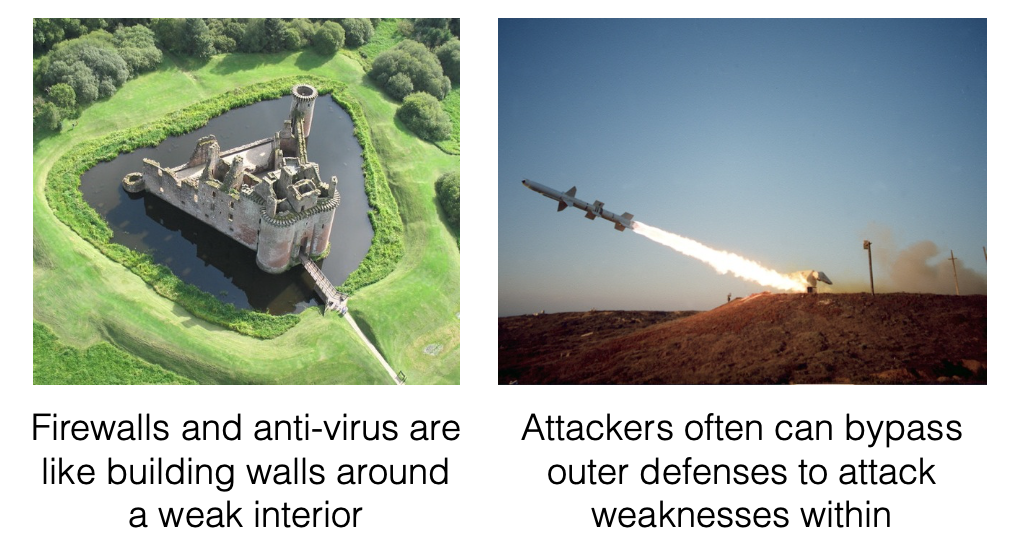 Firewalls and anti-virus are
like building walls around
a weak interior
Attackers often can bypass
outer defenses to attack
weaknesses within